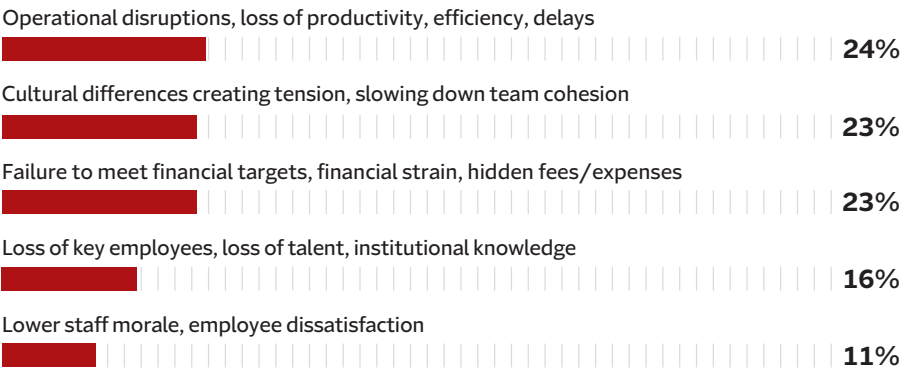 Operational disruptions, loss of productivity, efficiency, delays
24%
Cultural differences creating tension, slowing down team cohesion
23%
Failure to meet financial targets, financial strain, hidden fees/expenses
23%
Loss of key employees, loss of talent, institutional knowledge
16%
Lower staff morale, employee dissatisfaction
11%